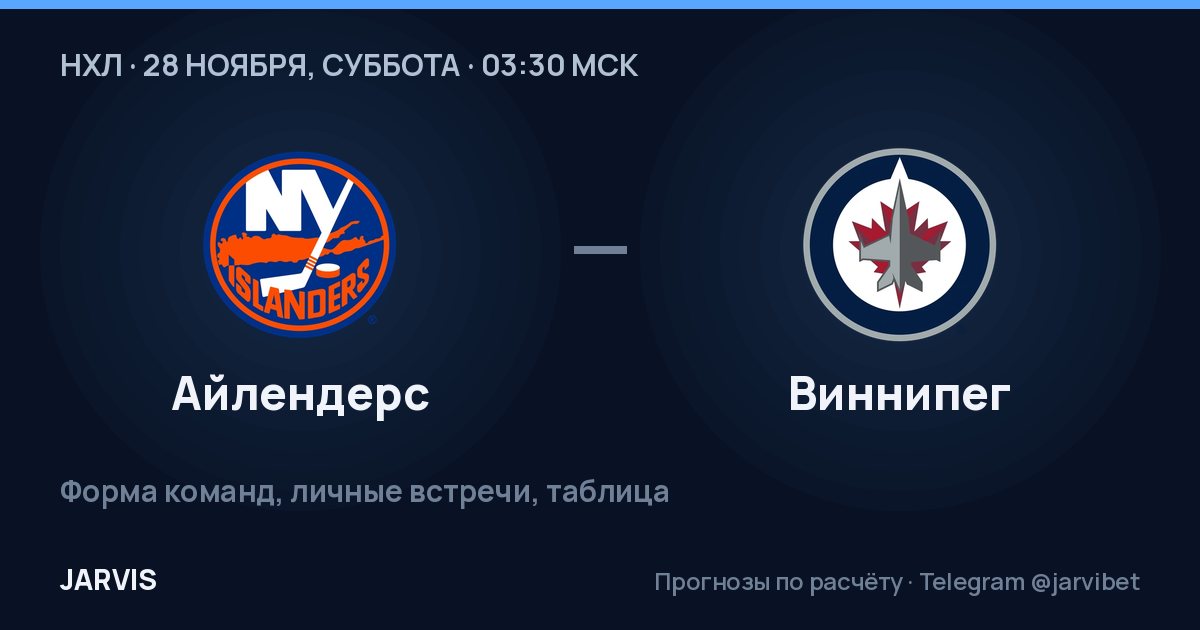 НХЛ · 28 НОЯБРЯ, СУББОТА · 03:30 МСК
NY
ISLANDERS
—
Айлендерс
Виннипег
Форма команд, личные встречи, таблица
JARVIS
Прогнозы по расчёту · Telegram @jarvibet